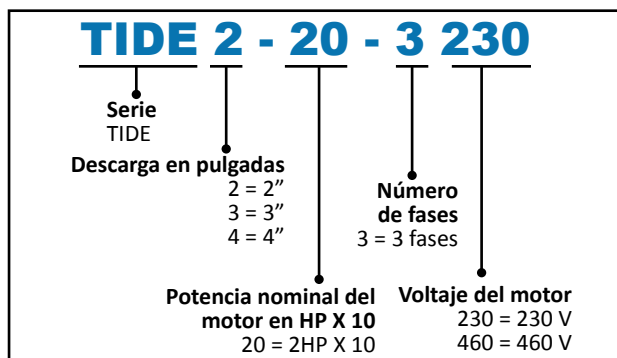 TIDE 2 - 20 - 3 230
Serie
TIDE
Descarga en pulgadas
2 = 2”
3 = 3”
4 = 4”
Número
de fases
3 = 3 fases
Potencia nominal del
motor en HP X 10
20 = 2HP X 10
Voltaje del motor
230 = 230 V
460 = 460 V